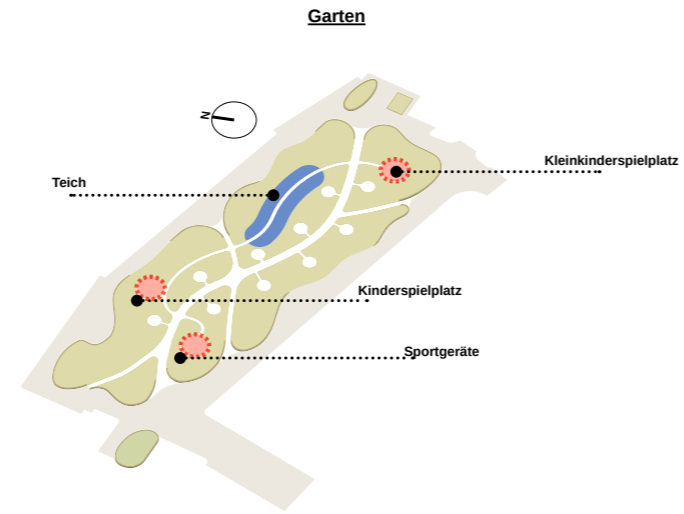 Garten
N
Kleinkinderspielplatz
Teich
Kinderspielplatz
Sportgeräte